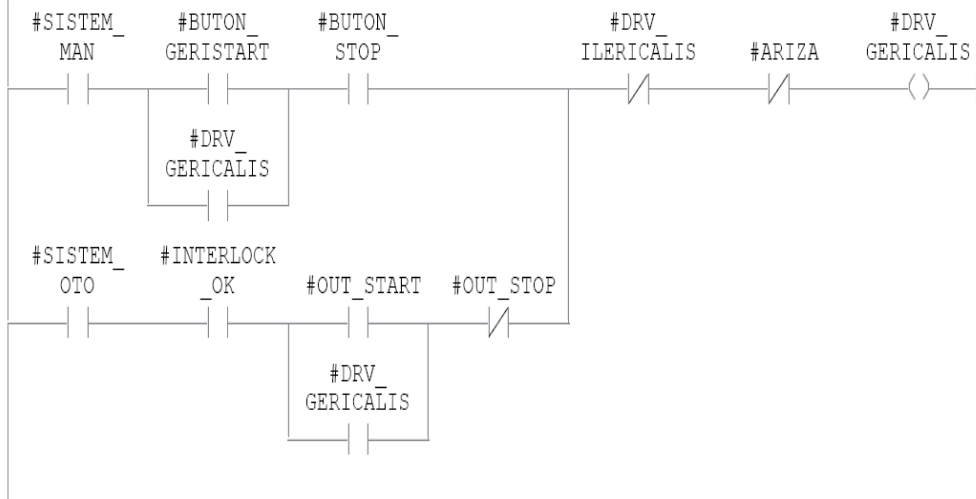 #SISTEM_ #BUTON_ #BUTON_ #DRV_ #DRV_
MAN GERISTART STOP ILERICALIS #ARIZA GERICALIS
#DRV_
GERICALIS
#SISTEM_ #INTERLOCK
OTO _OK #OUT_START #OUT_STOP
#DRV_
GERICALIS